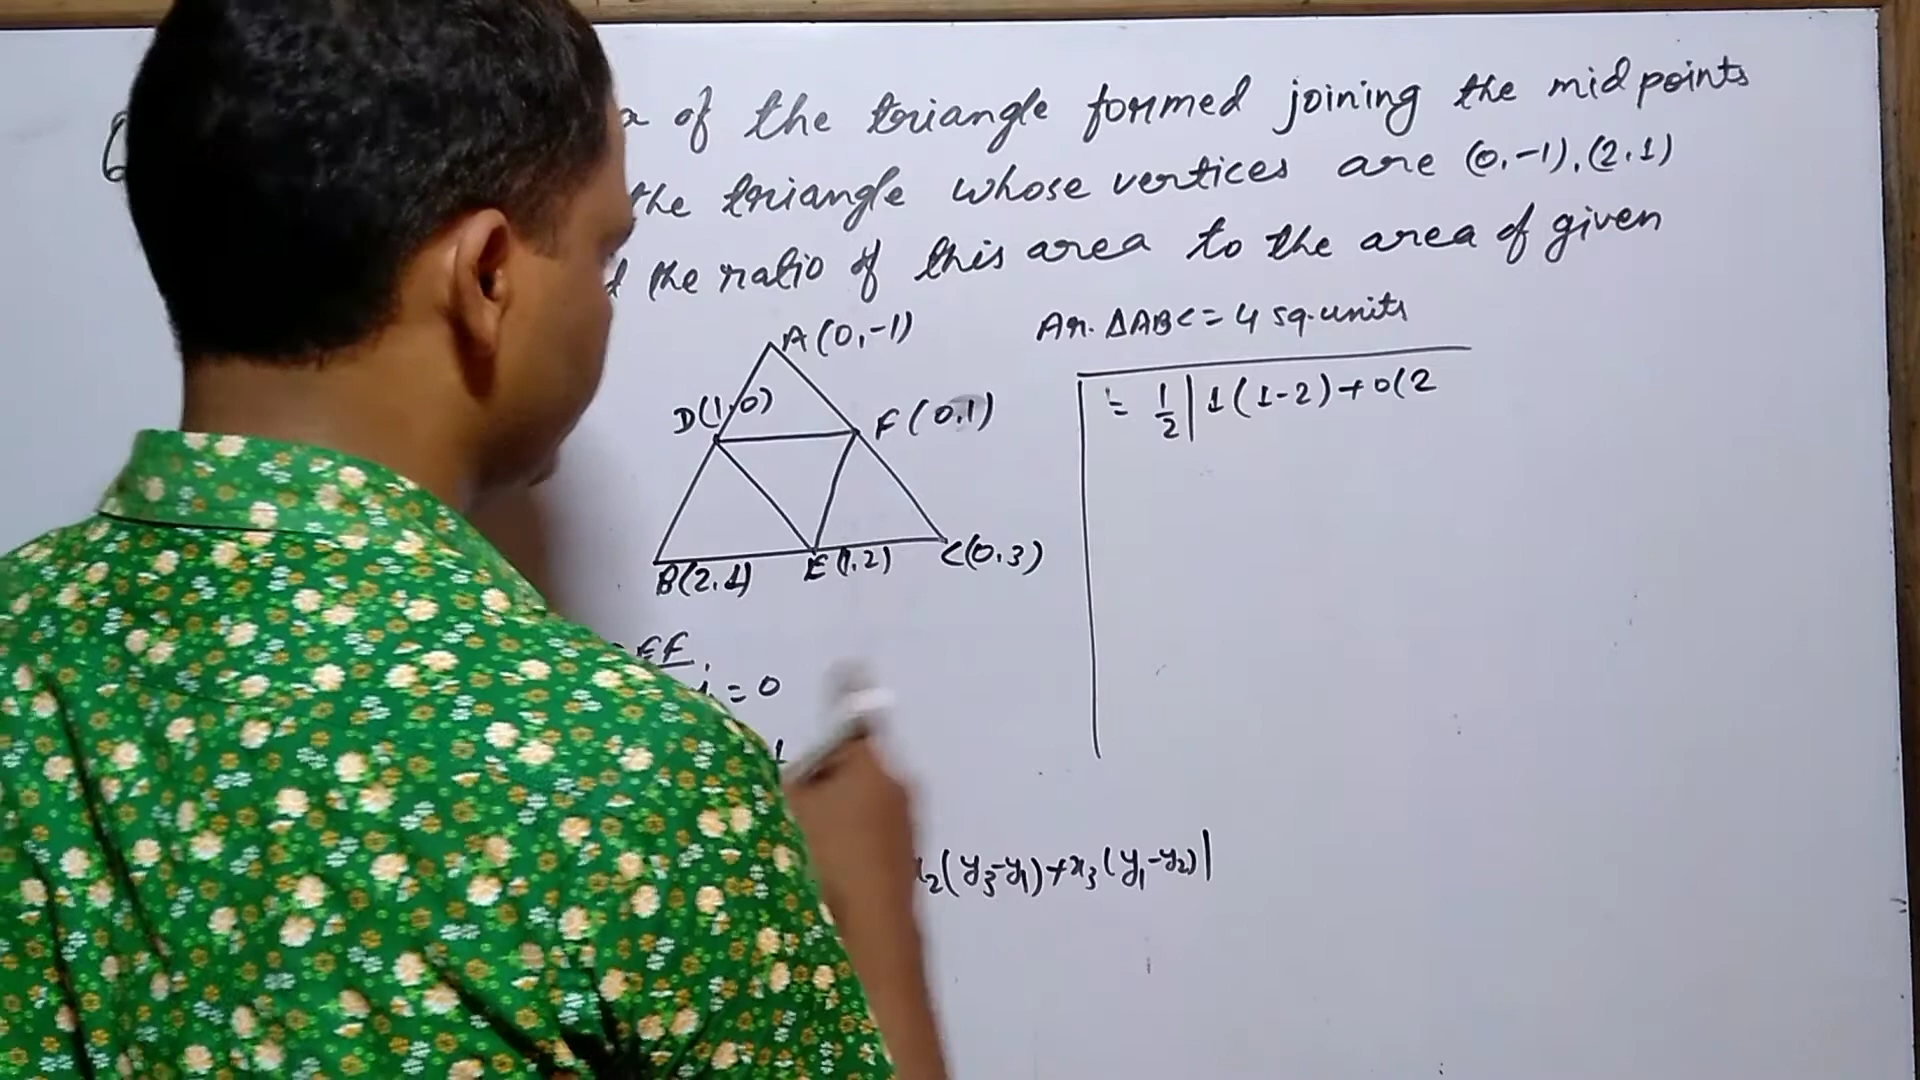 of the triangle formed joining the mid points
the triangle whose vertices are (0,-1), (2,1)
the ratio of this area to the area of given
Ar. ΔABC = 4 sq.units
A(0,-1)
= 1/2 | 1(1-2)+0(2
D(1,0)
F(0,1)
B(2,1)
E(1,2)
C(0,3)
EF,
= 0
1
x₂(y₃-y₁)+x₃(y₁-y₂)|